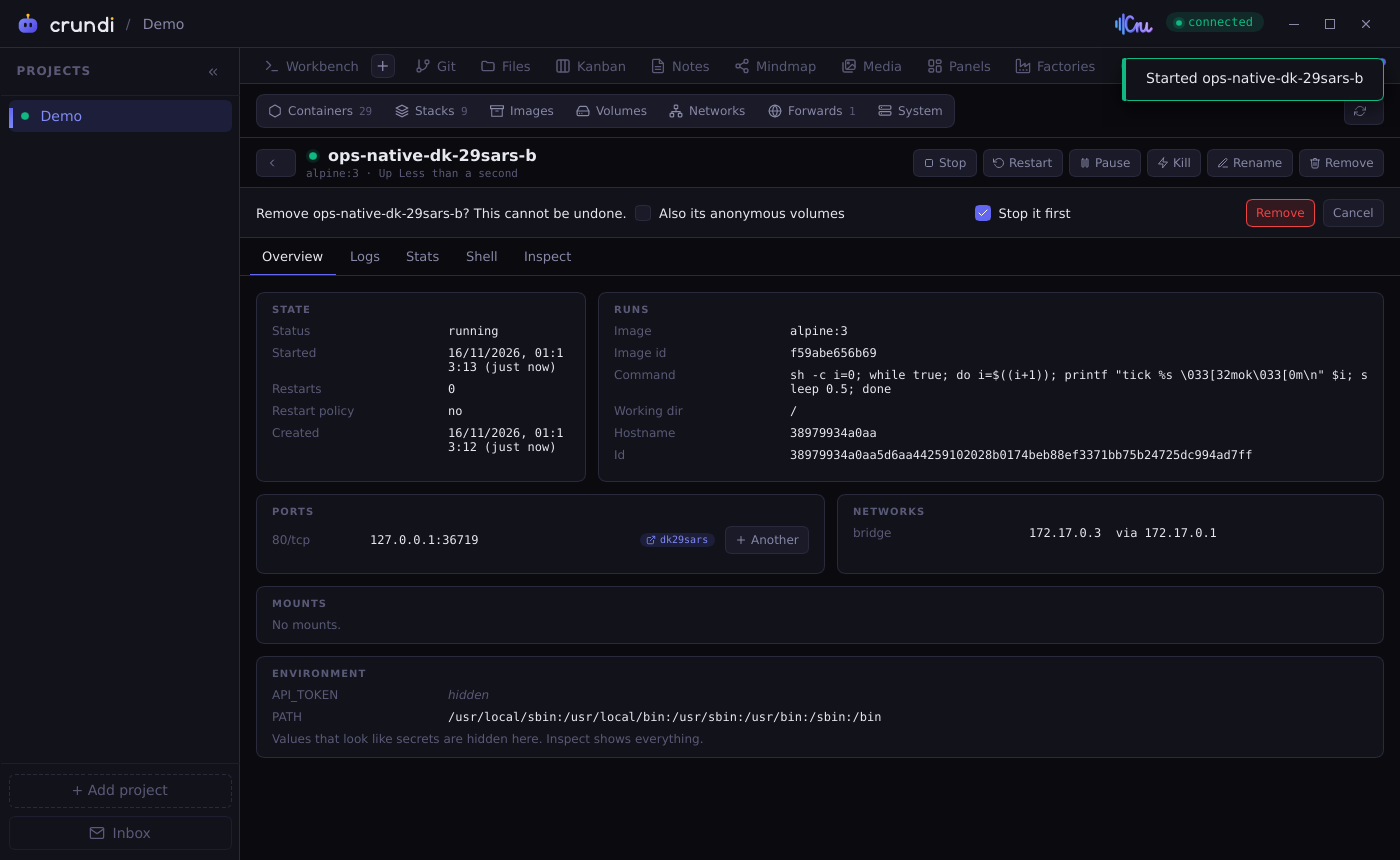 crundi / Demo
Cru
connected
PROJECTS
Demo
+ Add project
Inbox
Workbench
Git
Files
Kanban
Notes
Mindmap
Media
Panels
Factories
Started ops-native-dk-29sars-b
Containers 29
Stacks 9
Images
Volumes
Networks
Forwards 1
System
ops-native-dk-29sars-b
alpine:3 · Up Less than a second
Stop
Restart
Pause
Kill
Rename
Remove
Remove ops-native-dk-29sars-b? This cannot be undone.
Also its anonymous volumes
Stop it first
Remove
Cancel
Overview
Logs
Stats
Shell
Inspect
STATE
Status running
Started 16/11/2026, 01:1
3:13 (just now)
Restarts 0
Restart policy no
Created 16/11/2026, 01:1
3:12 (just now)
RUNS
Image alpine:3
Image id f59abe656b69
Command sh -c i=0; while true; do i=$((i+1)); printf "tick %s \033[32mok\033[0m\n" $i; s
leep 0.5; done
Working dir /
Hostname 38979934a0aa
Id 38979934a0aa5d6aa44259102028b0174beb88ef3371bb75b24725dc994ad7ff
PORTS
80/tcp 127.0.0.1:36719 dk29sars + Another
NETWORKS
bridge 172.17.0.3 via 172.17.0.1
MOUNTS
No mounts.
ENVIRONMENT
API_TOKEN hidden
PATH /usr/local/sbin:/usr/local/bin:/usr/sbin:/usr/bin:/sbin:/bin
Values that look like secrets are hidden here. Inspect shows everything.